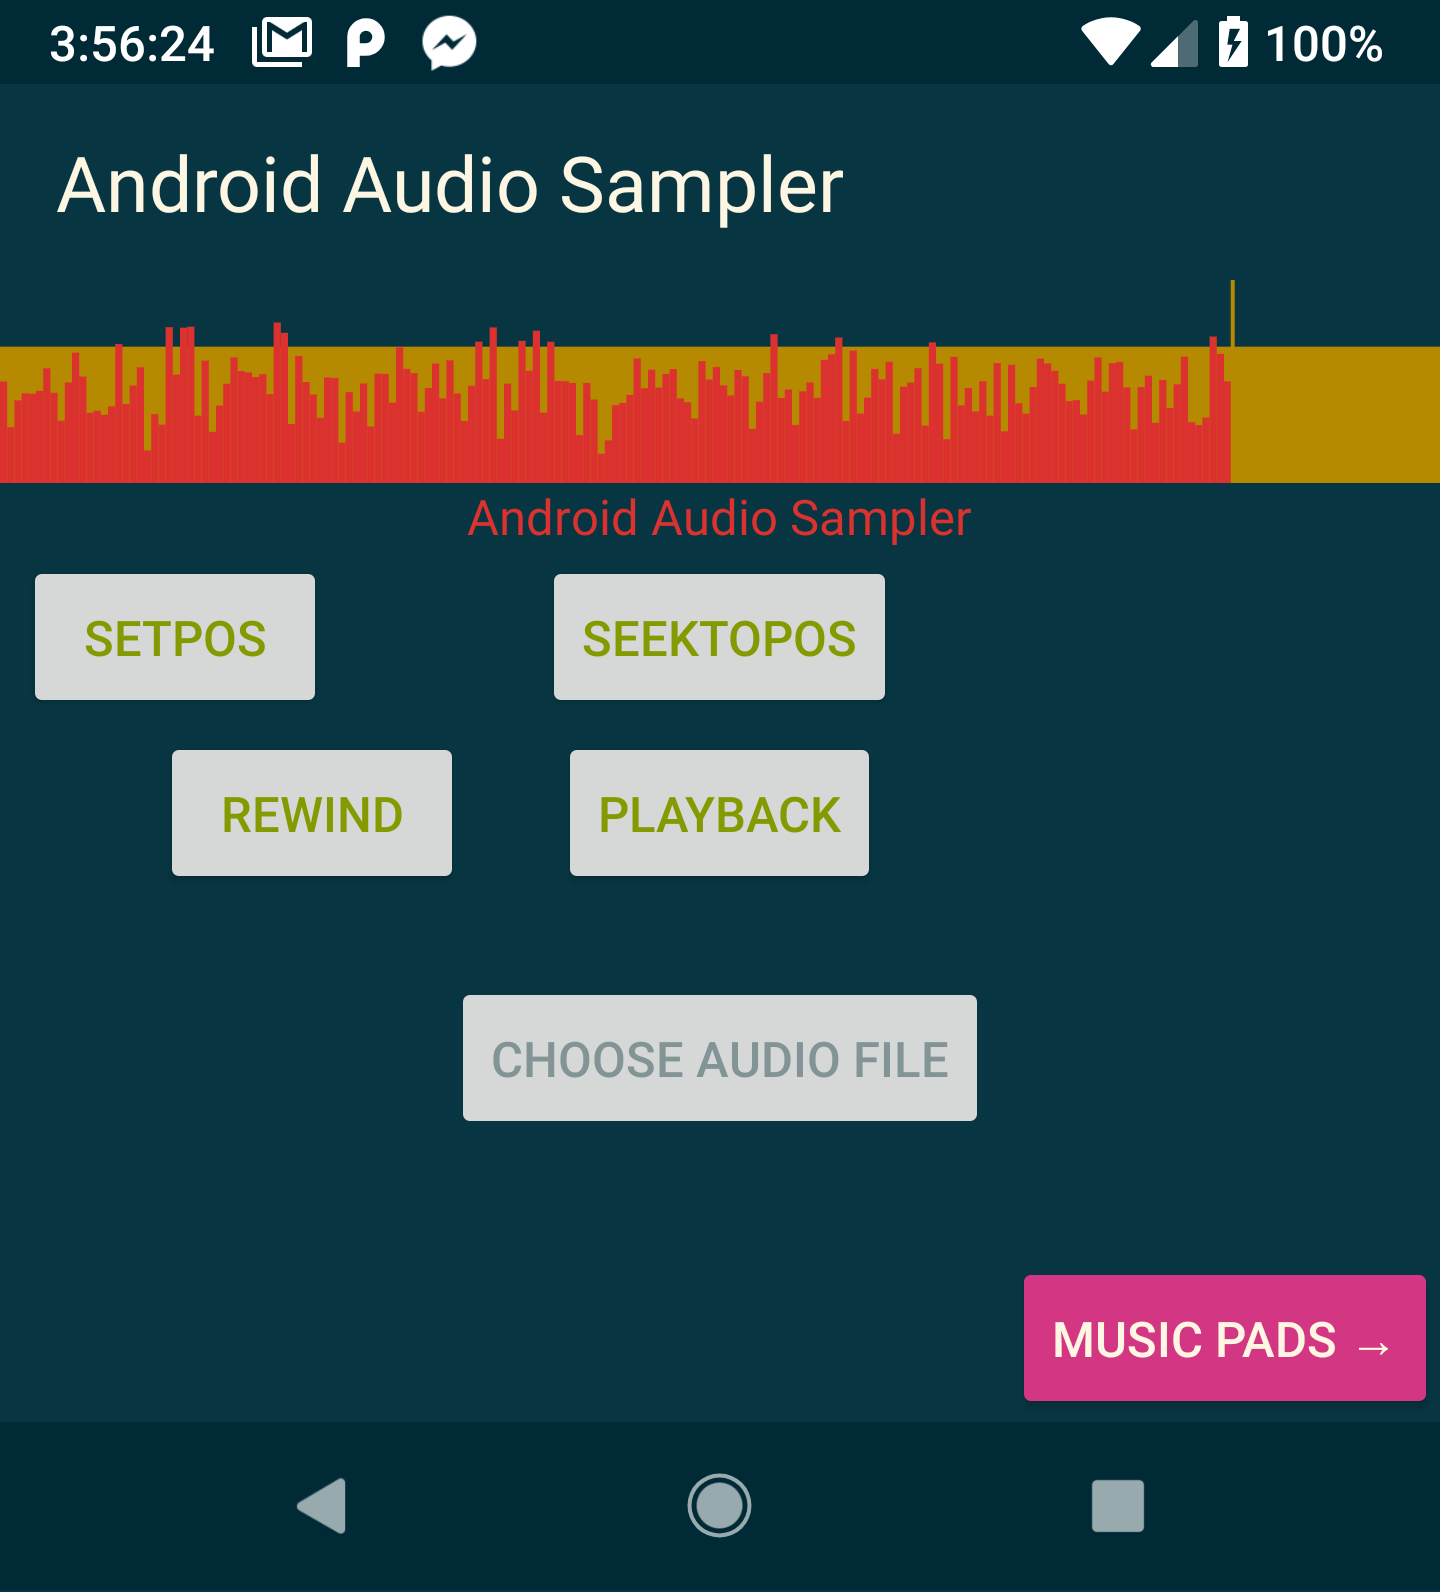 3:56:24 100%
Android Audio Sampler
Android Audio Sampler
SETPOS SEEKTOPOS
REWIND PLAYBACK
CHOOSE AUDIO FILE
MUSIC PADS →